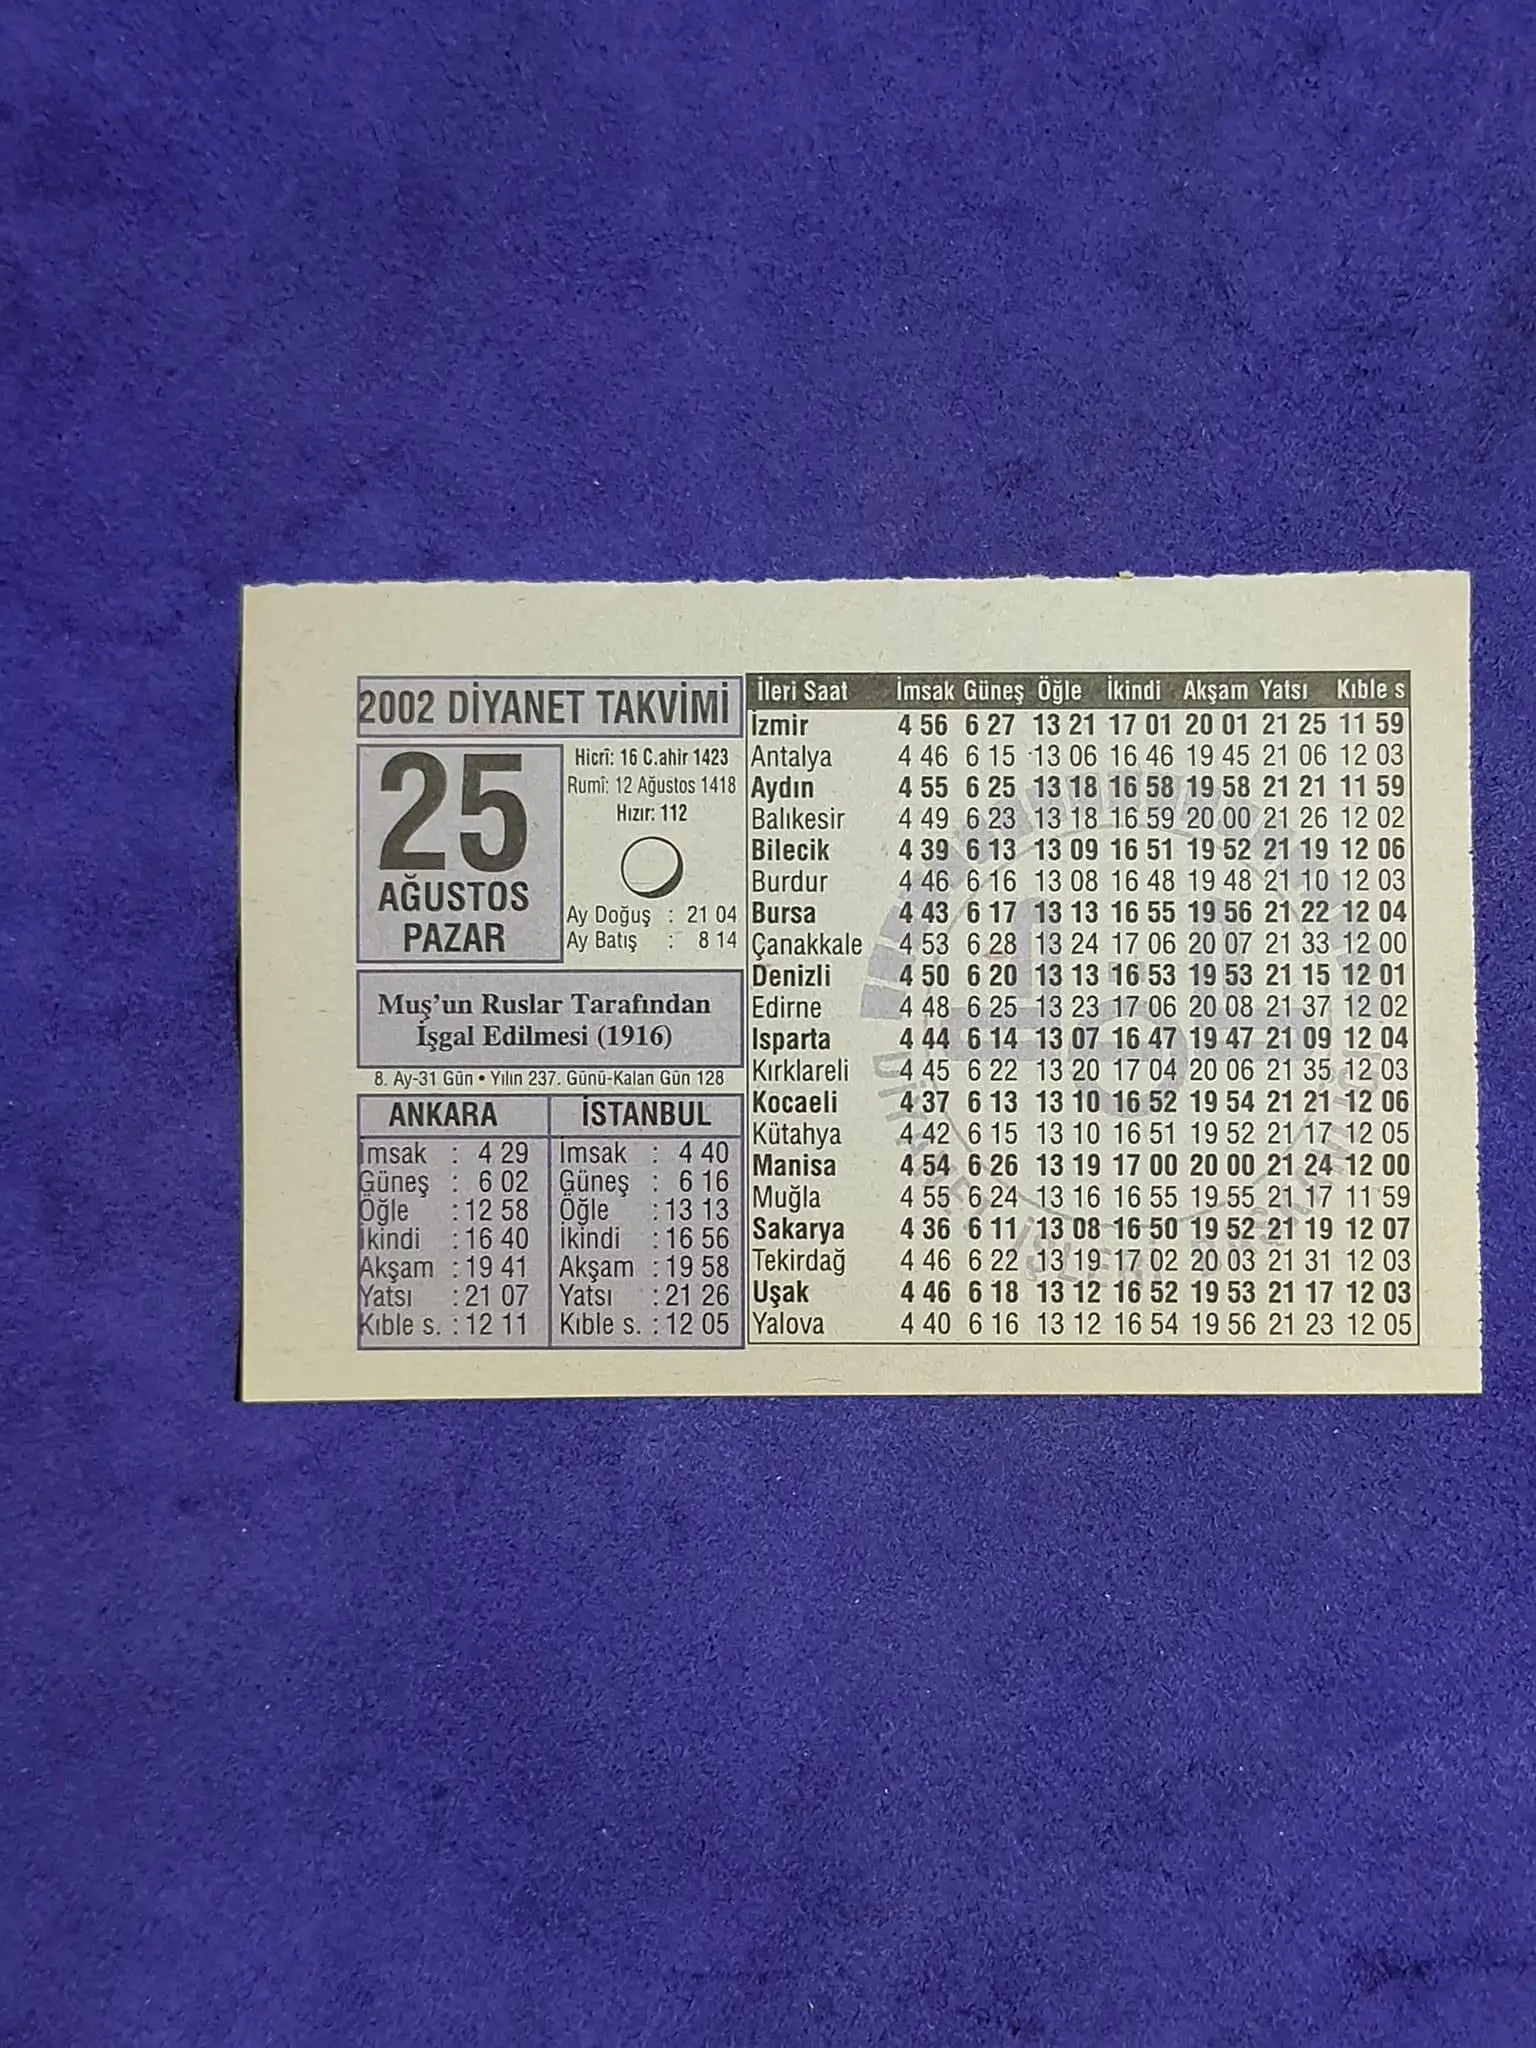 2002 DİYANET TAKVİMİ
25
AĞUSTOS
PAZAR
Hicrî: 16 C.ahir 1423
Rumî: 12 Ağustos 1418
Hızır: 112
Ay Doğuş : 21 04
Ay Batış : 8 14
Muş'un Ruslar Tarafından
İşgal Edilmesi (1916)
8. Ay-31 Gün • Yılın 237. Günü-Kalan Gün 128
ANKARA
İmsak : 4 29
Güneş : 6 02
Öğle : 12 58
İkindi : 16 40
Akşam : 19 41
Yatsı : 21 07
Kıble s. : 12 11
İSTANBUL
İmsak : 4 40
Güneş : 6 16
Öğle : 13 13
İkindi : 16 56
Akşam : 19 58
Yatsı : 21 26
Kıble s. : 12 05
İleri Saat İmsak Güneş Öğle İkindi Akşam Yatsı Kıble s
İzmir 4 56 6 27 13 21 17 01 20 01 21 25 11 59
Antalya 4 46 6 15 13 06 16 46 19 45 21 06 12 03
Aydın 4 55 6 25 13 18 16 58 19 58 21 21 11 59
Balıkesir 4 49 6 23 13 18 16 59 20 00 21 26 12 02
Bilecik 4 39 6 13 13 09 16 51 19 52 21 19 12 06
Burdur 4 46 6 16 13 08 16 48 19 48 21 10 12 03
Bursa 4 43 6 17 13 13 16 55 19 56 21 22 12 04
Çanakkale 4 53 6 28 13 24 17 06 20 07 21 33 12 00
Denizli 4 50 6 20 13 13 16 53 19 53 21 15 12 01
Edirne 4 48 6 25 13 23 17 06 20 08 21 37 12 02
Isparta 4 44 6 14 13 07 16 47 19 47 21 09 12 04
Kırklareli 4 45 6 22 13 20 17 04 20 06 21 35 12 03
Kocaeli 4 37 6 13 13 10 16 52 19 54 21 21 12 06
Kütahya 4 42 6 15 13 10 16 51 19 52 21 17 12 05
Manisa 4 54 6 26 13 19 17 00 20 00 21 24 12 00
Muğla 4 55 6 24 13 16 16 55 19 55 21 17 11 59
Sakarya 4 36 6 11 13 08 16 50 19 52 21 19 12 07
Tekirdağ 4 46 6 22 13 19 17 02 20 03 21 31 12 03
Uşak 4 46 6 18 13 12 16 52 19 53 21 17 12 03
Yalova 4 40 6 16 13 12 16 54 19 56 21 23 12 05